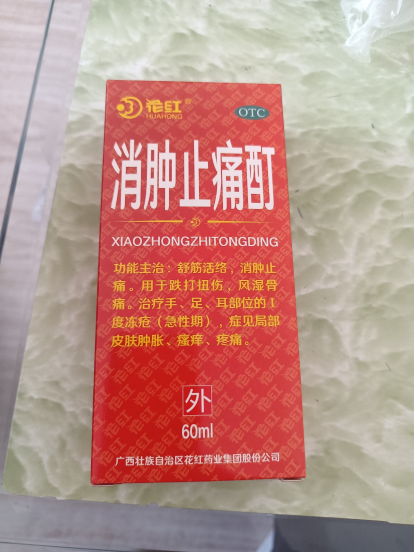 花红®
HUAHONG
OTC
消肿止痛酊
XIAOZHONGZHITONGDING
功能主治：舒筋活络，消肿止
痛。用于跌打扭伤，风湿骨
痛。治疗手、足、耳部位的Ⅰ
度冻疮（急性期），症见局部
皮肤肿胀、瘙痒、疼痛。
外
60ml
广西壮族自治区花红药业集团股份公司